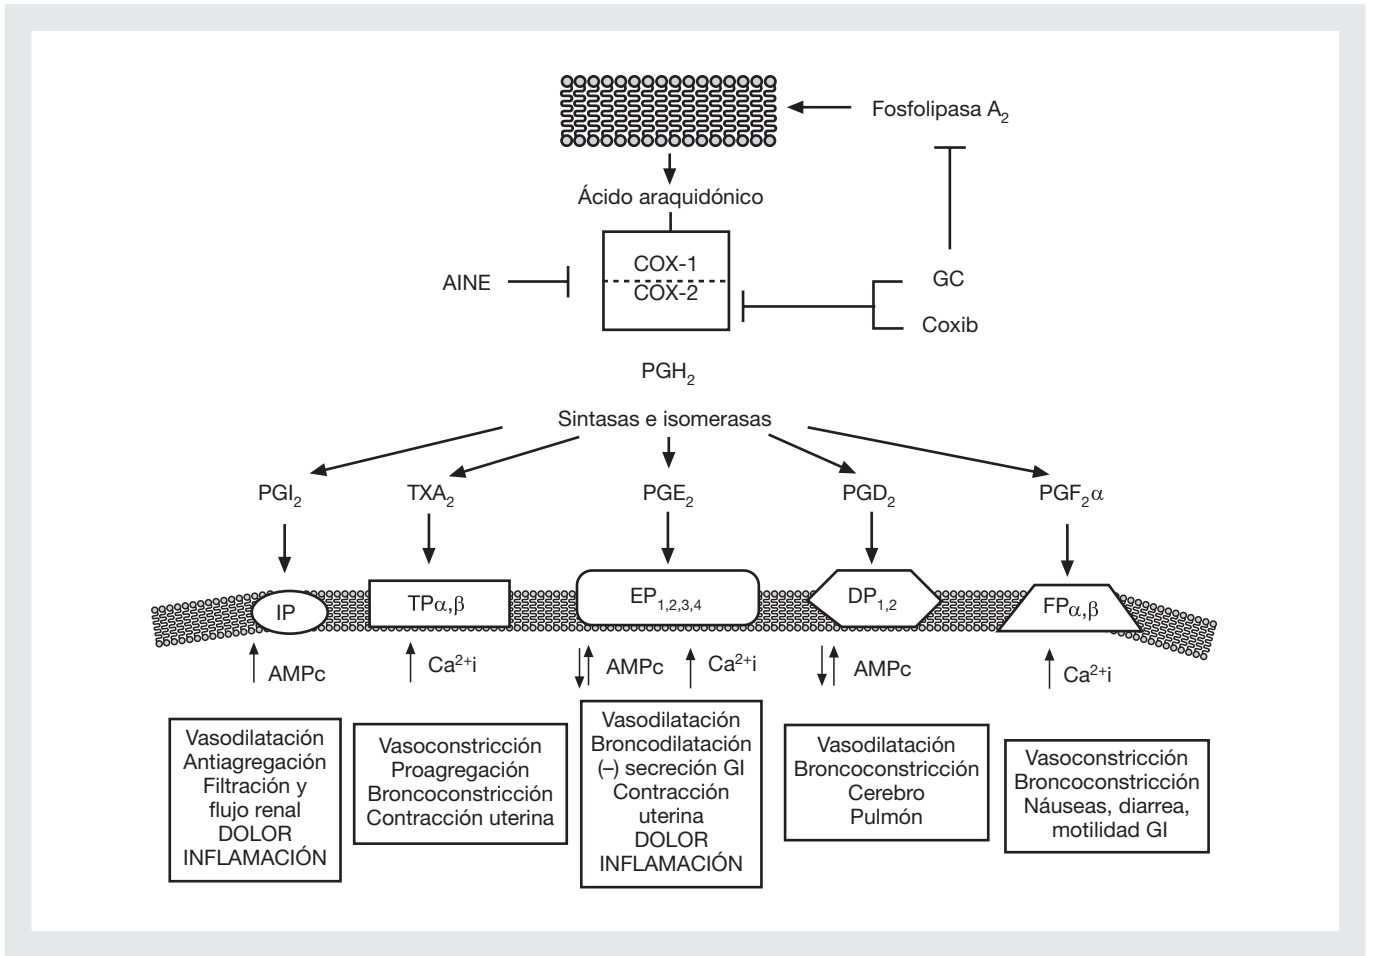 Fosfolipasa A2
Ácido araquidónico
COX-1
COX-2
AINE
GC
Coxib
PGH2
Sintasas e isomerasas
PGI2
TXA2
PGE2
PGD2
PGF2α
IP
TPα,β
EP1,2,3,4
DP1,2
FPα,β
AMPc
Ca2+i
AMPc
Ca2+i
AMPc
Ca2+i
Vasodilatación
Antiagregación
Filtración y
flujo renal
DOLOR
INFLAMACIÓN
Vasoconstricción
Proagregación
Broncoconstricción
Contracción uterina
Vasodilatación
Broncodilatación
(–) secreción GI
Contracción
uterina
DOLOR
INFLAMACIÓN
Vasodilatación
Broncoconstricción
Cerebro
Pulmón
Vasoconstricción
Broncoconstricción
Náuseas, diarrea,
motilidad GI